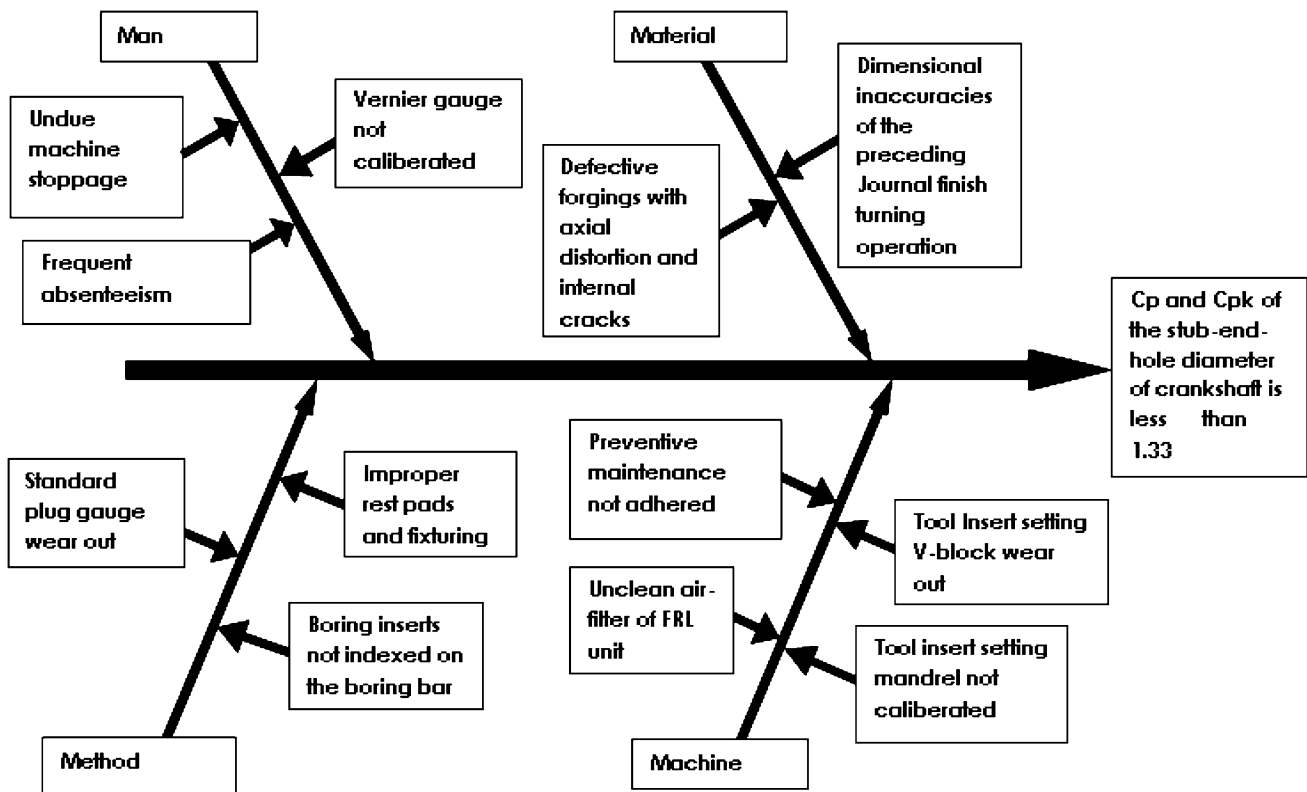 Man
Undue
machine
stoppage
Vernier gauge
not
caliberated
Frequent
absenteeism
Material
Dimensional
inaccuracies
of the
preceding
Journal finish
turning
operation
Defective
forgings with
axial
distortion and
internal
cracks
Cp and Cpk of
the stub-end-
hole diameter
of crankshaft is
less than
1.33
Standard
plug gauge
wear out
Improper
rest pads
and fixturing
Boring inserts
not indexed on
the boring bar
Method
Preventive
maintenance
not adhered
Tool Insert setting
V-block wear
out
Unclean air-
fitter of FRL
unit
Tool insert setting
mandrel not
caliberated
Machine